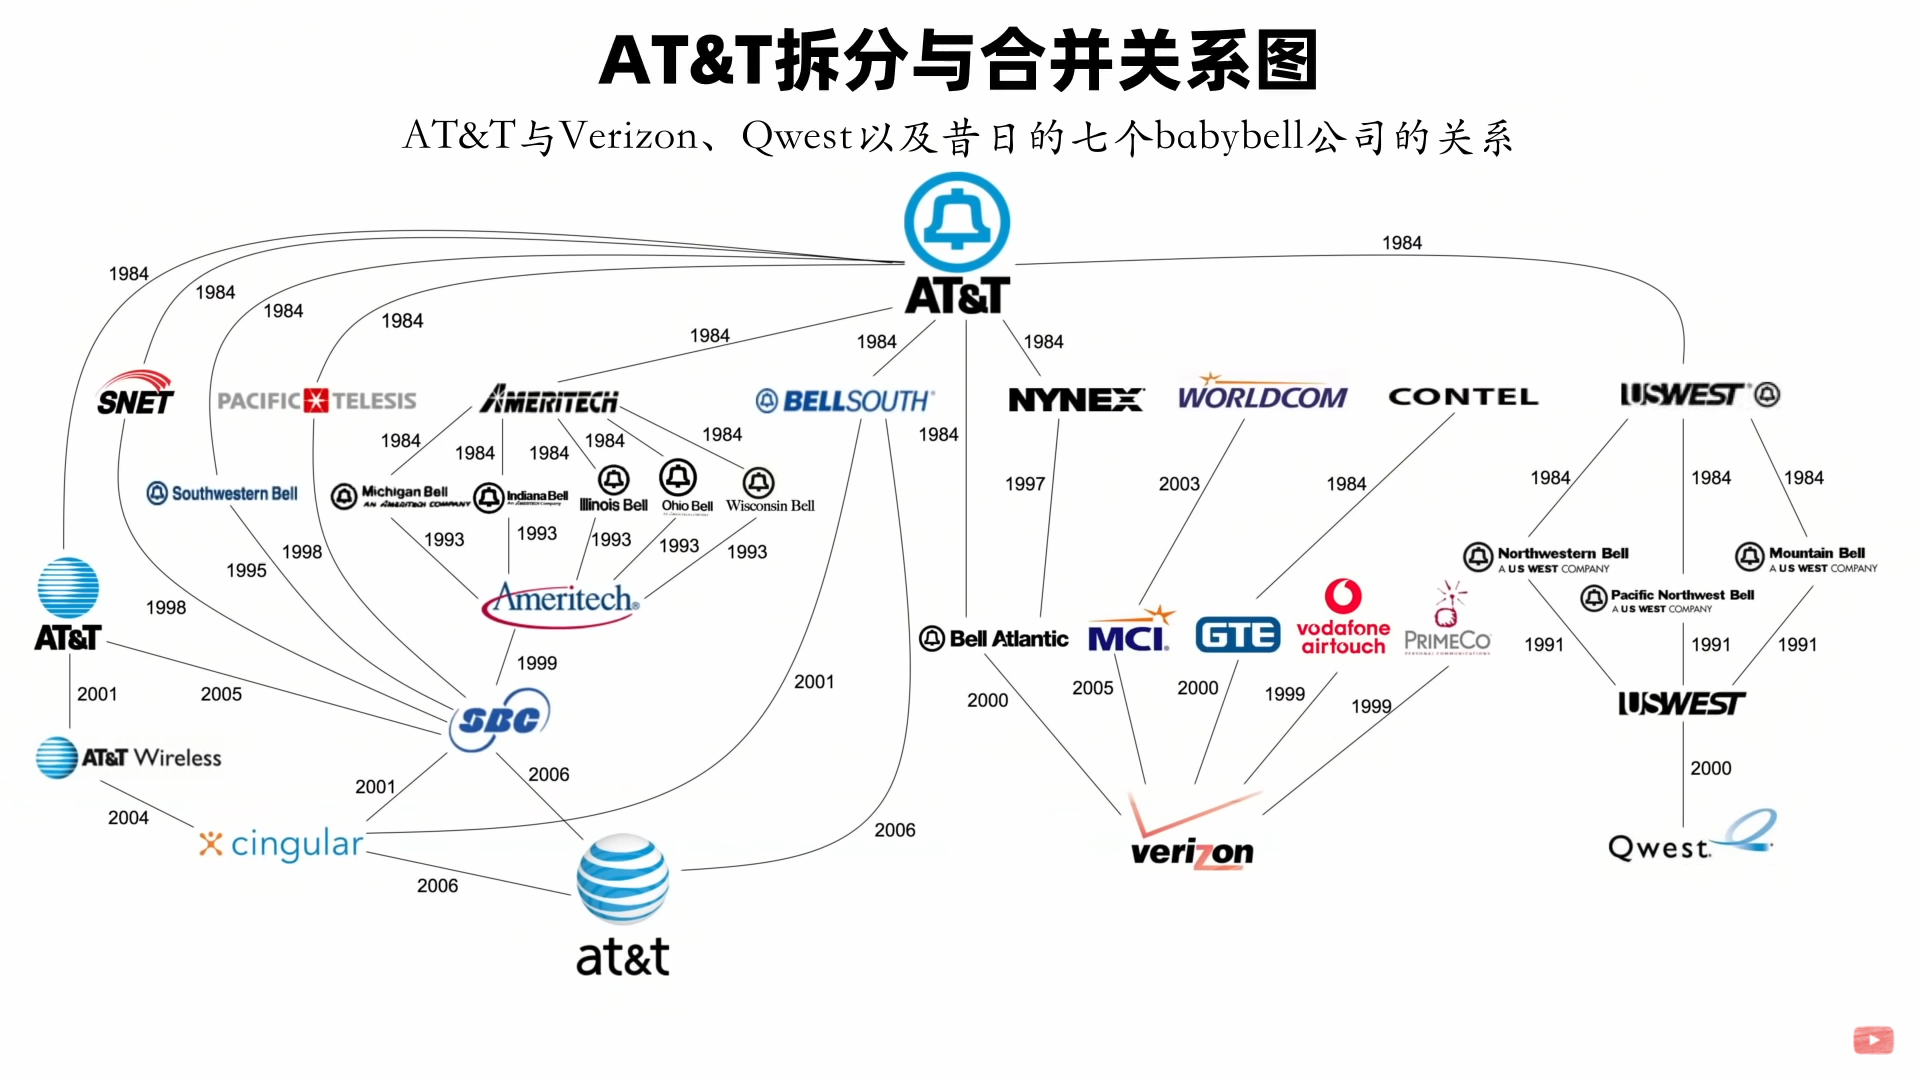 AT&T拆分与合并关系图
AT&T与Verizon、Qwest以及昔日的七个babybell公司的关系
AT&T
1984
1984
1984
1984
1984
1984
1984
1984
1984
SNET
PACIFIC TELESIS
AMERITECH
BELLSOUTH
NYNEX
WORLDCOM
CONTEL
USWEST
1984
1984
1984
1984
1984
1984
1997
2003
1984
1984
1984
Southwestern Bell
Michigan Bell
AN AMERITECH COMPANY
Indiana Bell
Illinois Bell
Ohio Bell
Wisconsin Bell
1995
1998
1993
1993
1993
1993
1993
Northwestern Bell
A US WEST COMPANY
Mountain Bell
A US WEST COMPANY
Pacific Northwest Bell
A US WEST COMPANY
1998
Ameritech
AT&T
Bell Atlantic
MCI
GTE
vodafone
airtouch
PRIMECO
PERSONAL COMMUNICATIONS
1991
1991
1991
2001
2005
1999
2001
2000
2005
2000
1999
1999
SBC
USWEST
AT&T Wireless
2001
2006
2000
2004
cingular
2006
2006
at&t
verizon
Qwest